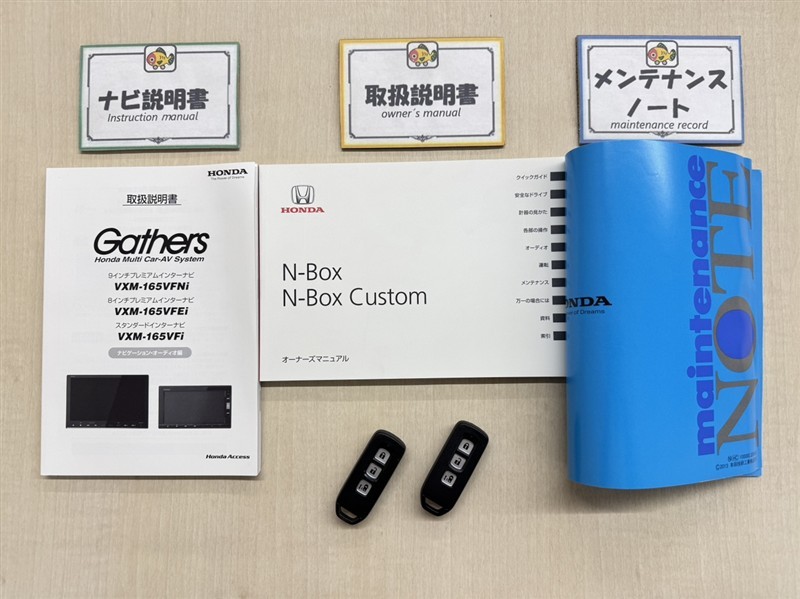 ナビ説明書
Instruction manual
取扱説明書
owner's manual
メンテナンス
ノート
maintenance record
HONDA
The Power of Dreams
取扱説明書
Gathers
Honda Multi Car-AV System
9インチプレミアムインターナビ
VXM-165VFNi
8インチプレミアムインターナビ
VXM-165VFEi
スタンダードインターナビ
VXM-165VFi
ナビゲーション・オーディオ編
Honda Access
HONDA
N-Box
N-Box Custom
オーナーズマニュアル
クイックガイド
安全なドライブ
計器の見かた
各部の操作
オーディオ
運転
メンテナンス
万一の場合には
資料
索引
maintenance
NOTE
HONDA
of Dreams